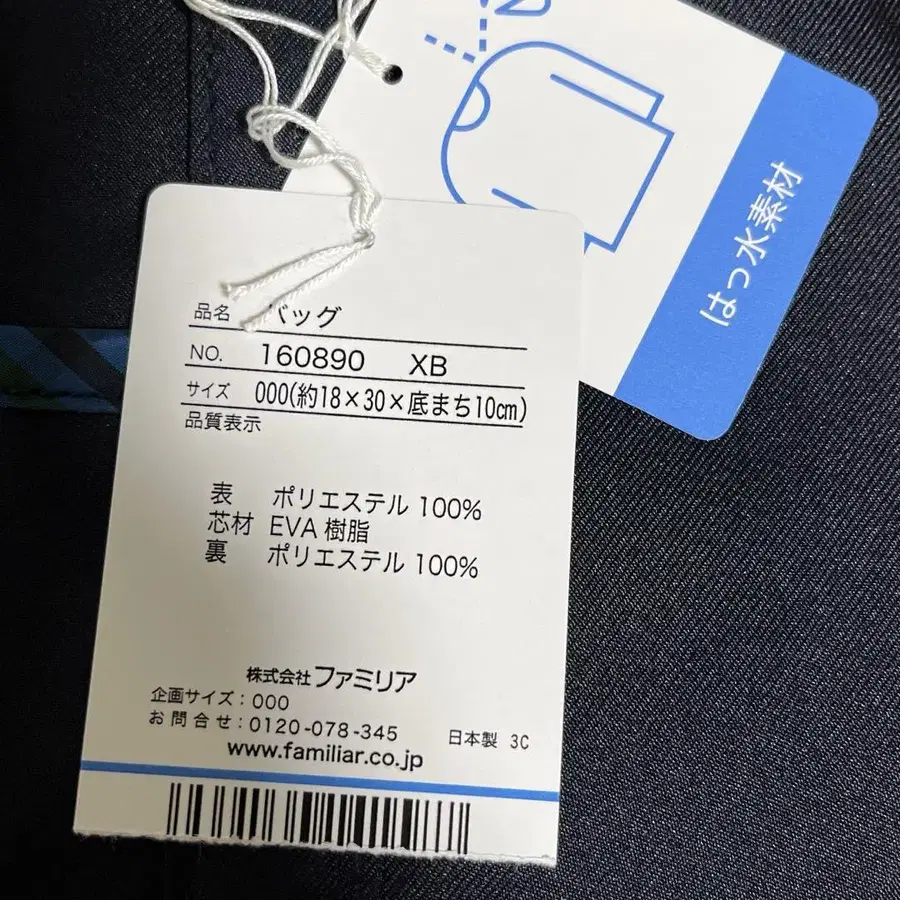 はっ水素材
品名 バッグ
NO. 160890 XB
サイズ 000(約18×30×底まち10cm)
品質表示
表 ポリエステル 100%
芯材 EVA樹脂
裏 ポリエステル 100%
株式会社ファミリア
企画サイズ:000
お問合せ:0120-078-345 日本製 3C
www.familiar.co.jp